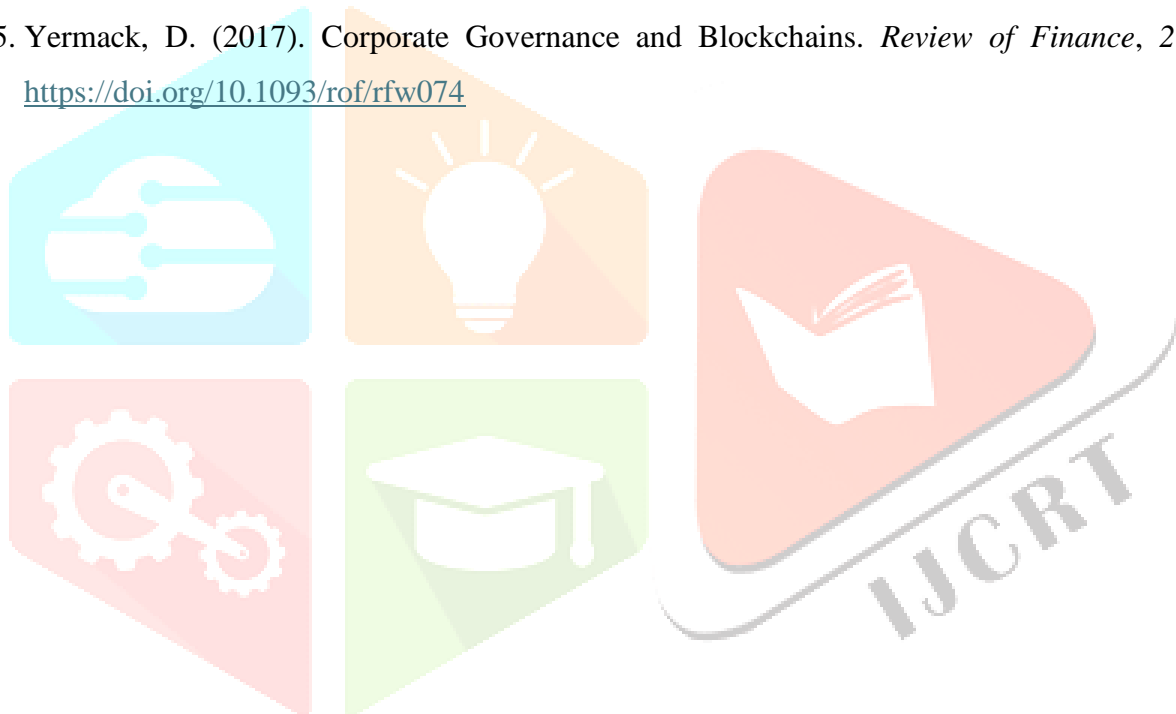 5. Yermack, D. (2017). Corporate Governance and Blockchains. Review of Finance, 2
https://doi.org/10.1093/rof/rfw074
IJCRT